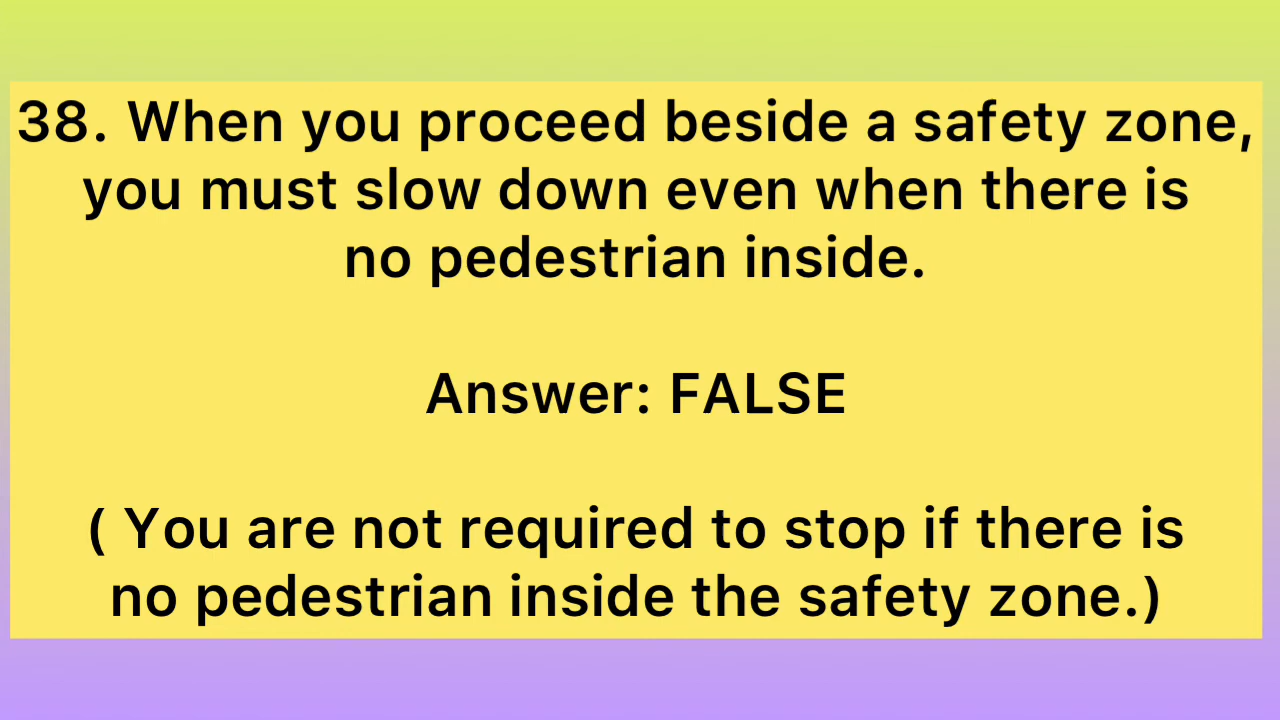 38. When you proceed beside a safety zone,
you must slow down even when there is
no pedestrian inside.
Answer: FALSE
( You are not required to stop if there is
no pedestrian inside the safety zone.)